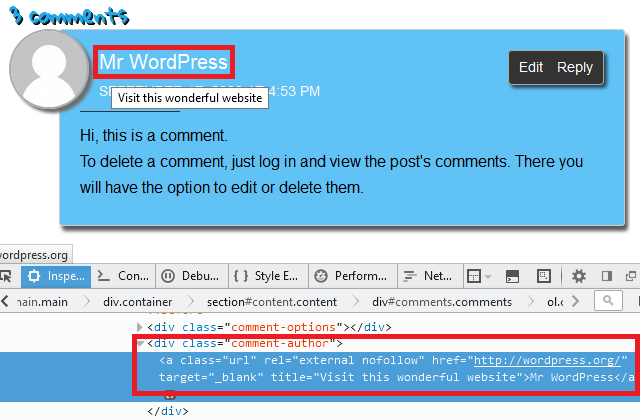 3 comments
Mr WordPress
4:53 PM
Edit Reply
Visit this wonderful website
Hi, this is a comment.
To delete a comment, just log in and view the post's comments. There you
will have the option to edit or delete them.
wordpress.org
Inspe... Con... Debu... { } Style E... Perform... Net...
nain.main div.container section#content.content div#comments.comments ol.c
<div class="comment-options"></div>
<div class="comment-author">
<a class="url" rel="external nofollow" href="http://wordpress.org/"
target="_blank" title="Visit this wonderful website">Mr WordPress</a
</div>